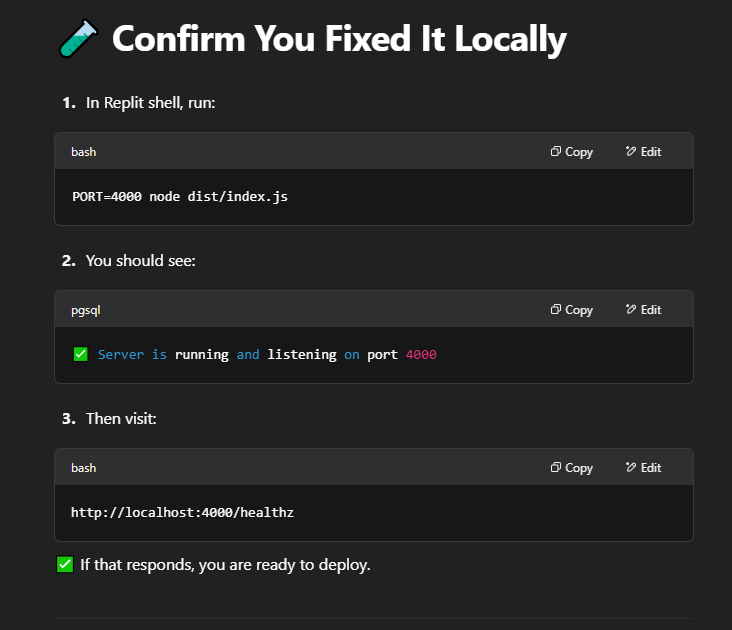 🧪 Confirm You Fixed It Locally
1. In Replit shell, run:
bash Copy Edit
PORT=4000 node dist/index.js
2. You should see:
pgsql Copy Edit
✅ Server is running and listening on port 4000
3. Then visit:
bash Copy Edit
http://localhost:4000/healthz
✅ If that responds, you are ready to deploy.